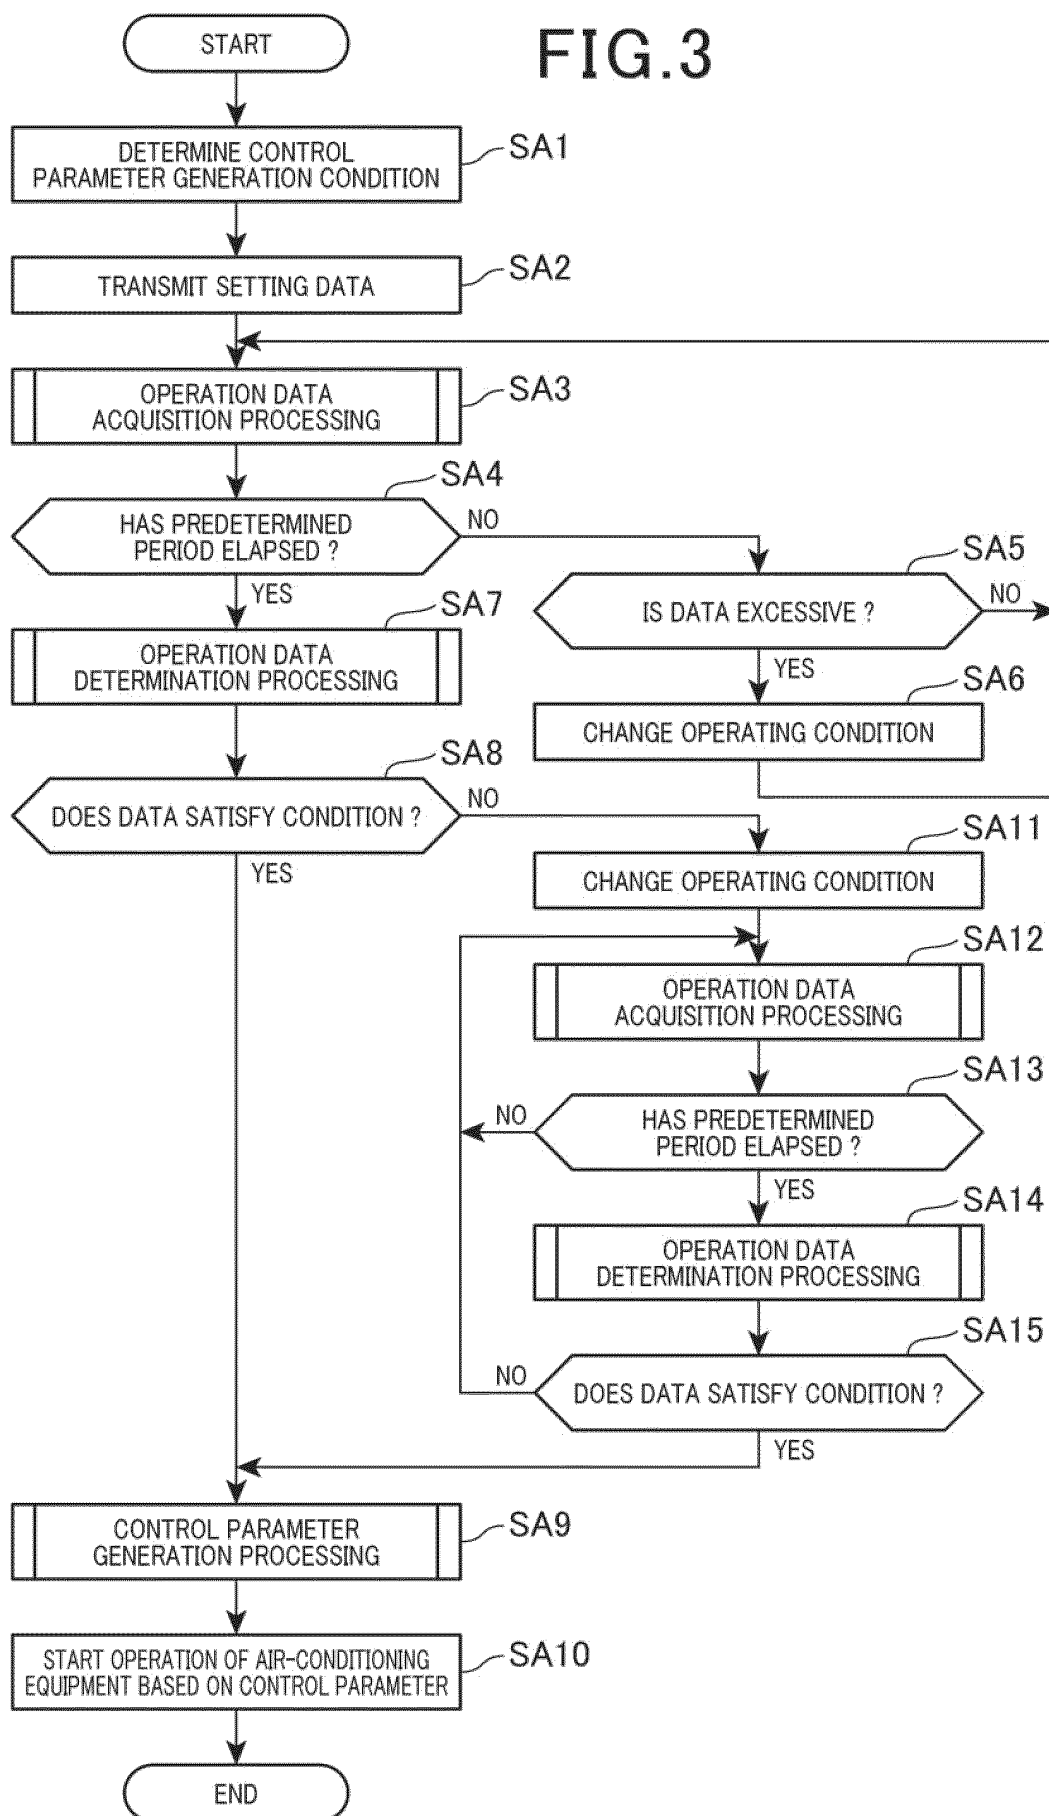 FIG.3
START
DETERMINE CONTROL
PARAMETER GENERATION CONDITION
SA1
TRANSMIT SETTING DATA
SA2
OPERATION DATA
ACQUISITION PROCESSING
SA3
SA4
HAS PREDETERMINED
PERIOD ELAPSED ?
NO
YES
SA5
IS DATA EXCESSIVE ?
NO
YES
SA6
CHANGE OPERATING CONDITION
SA7
OPERATION DATA
DETERMINATION PROCESSING
SA8
DOES DATA SATISFY CONDITION ?
NO
YES
SA11
CHANGE OPERATING CONDITION
SA12
OPERATION DATA
ACQUISITION PROCESSING
SA13
HAS PREDETERMINED
PERIOD ELAPSED ?
NO
YES
SA14
OPERATION DATA
DETERMINATION PROCESSING
SA15
DOES DATA SATISFY CONDITION ?
NO
YES
CONTROL PARAMETER
GENERATION PROCESSING
SA9
START OPERATION OF AIR-CONDITIONING
EQUIPMENT BASED ON CONTROL PARAMETER
SA10
END